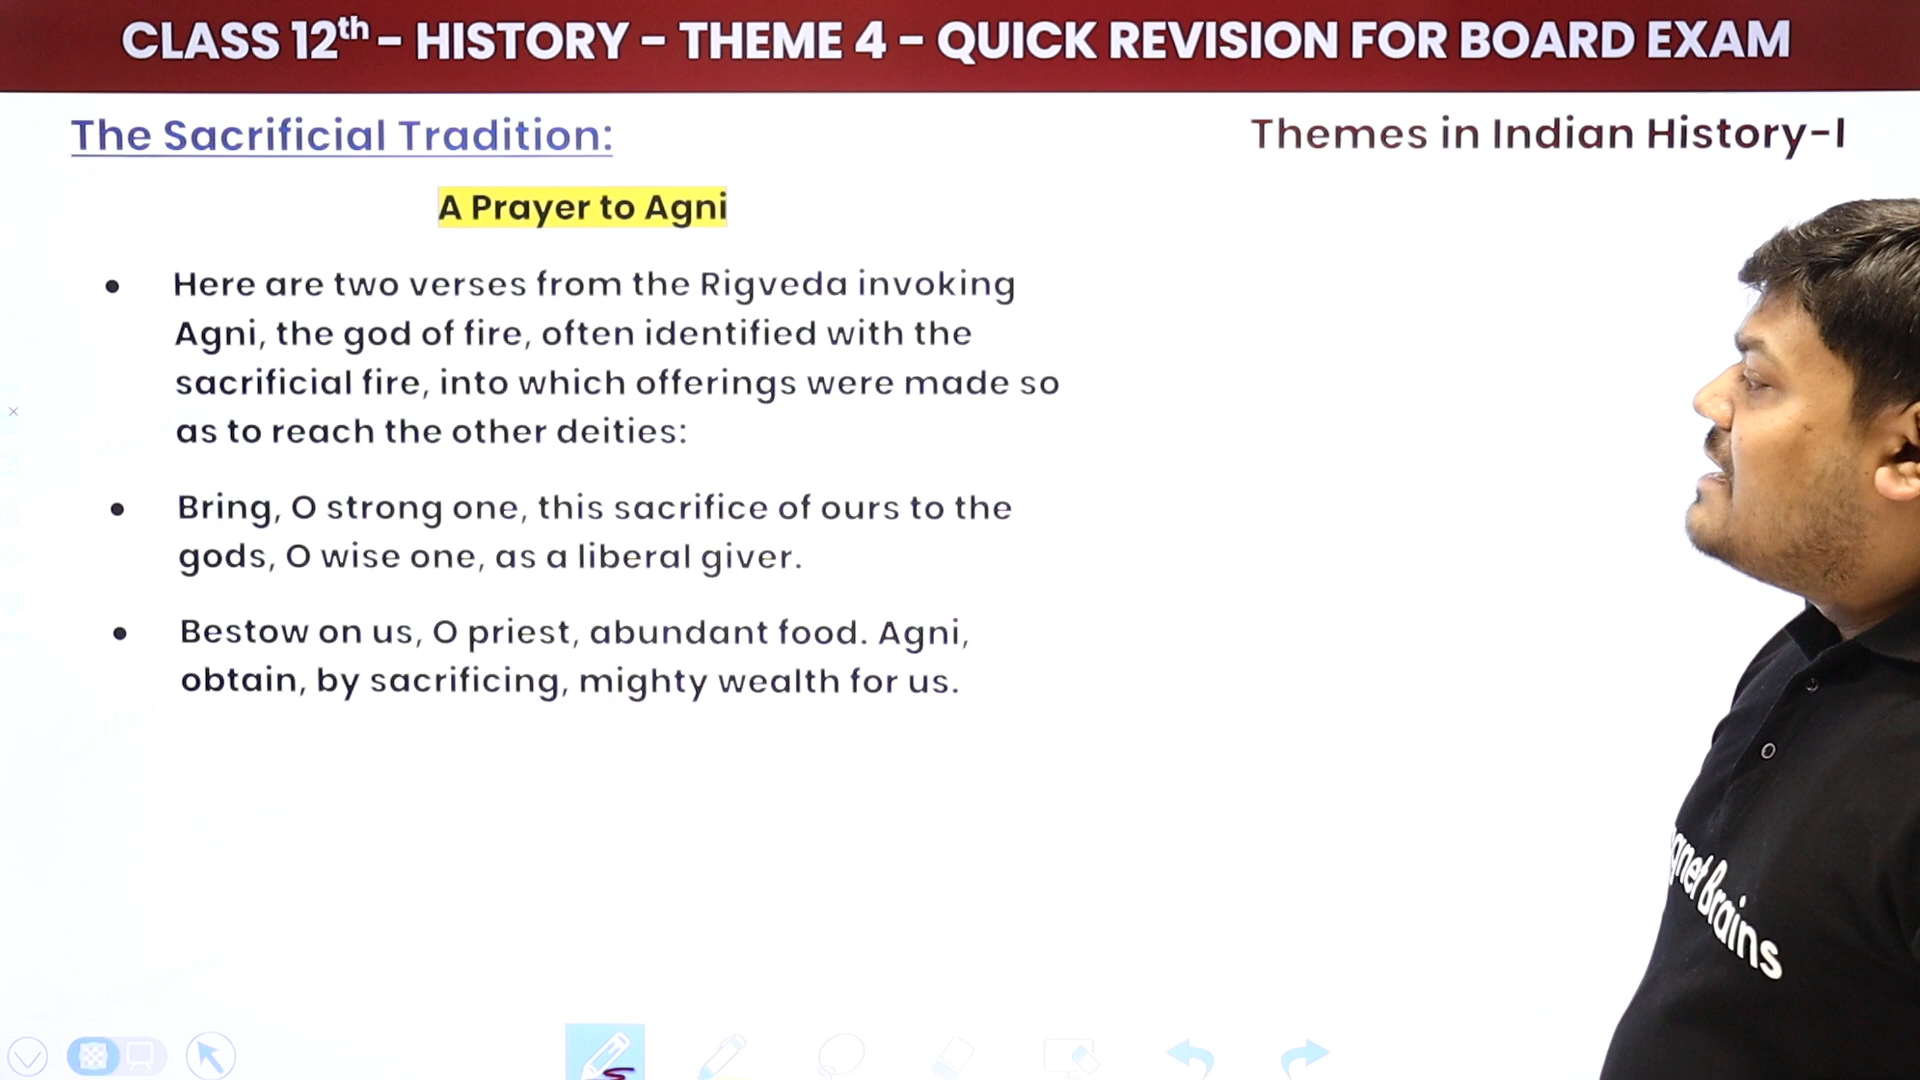 CLASS 12th - HISTORY - THEME 4 - QUICK REVISION FOR BOARD EXAM
The Sacrificial Tradition:
Themes in Indian History-I
A Prayer to Agni
• Here are two verses from the Rigveda invoking
Agni, the god of fire, often identified with the
sacrificial fire, into which offerings were made so
as to reach the other deities:
• Bring, O strong one, this sacrifice of ours to the
gods, O wise one, as a liberal giver.
• Bestow on us, O priest, abundant food. Agni,
obtain, by sacrificing, mighty wealth for us.
Brains